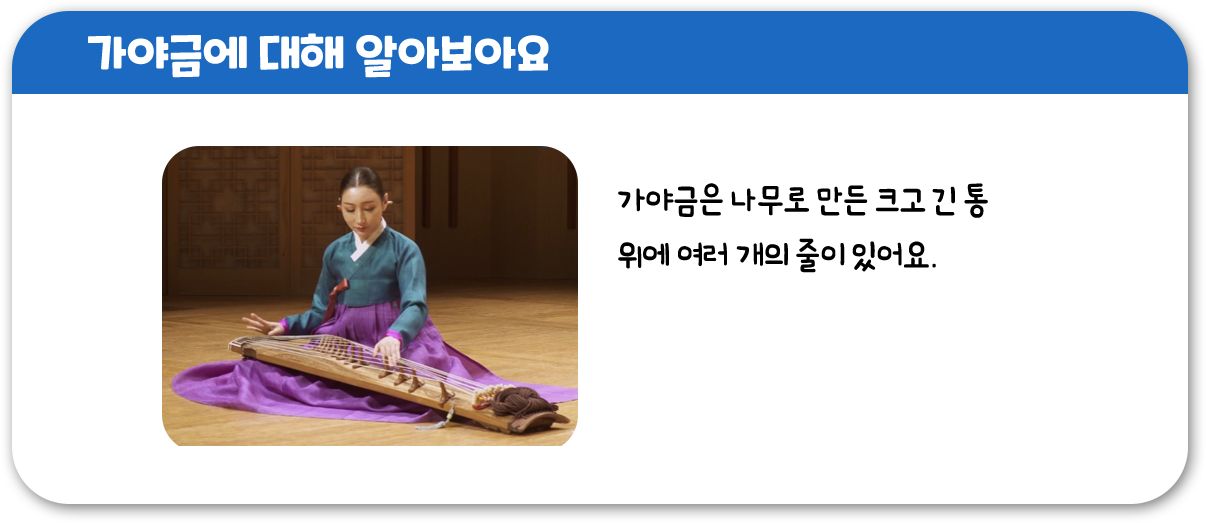 가야금에 대해 알아보아요
가야금은 나무로 만든 크고 긴 통
위에 여러 개의 줄이 있어요.